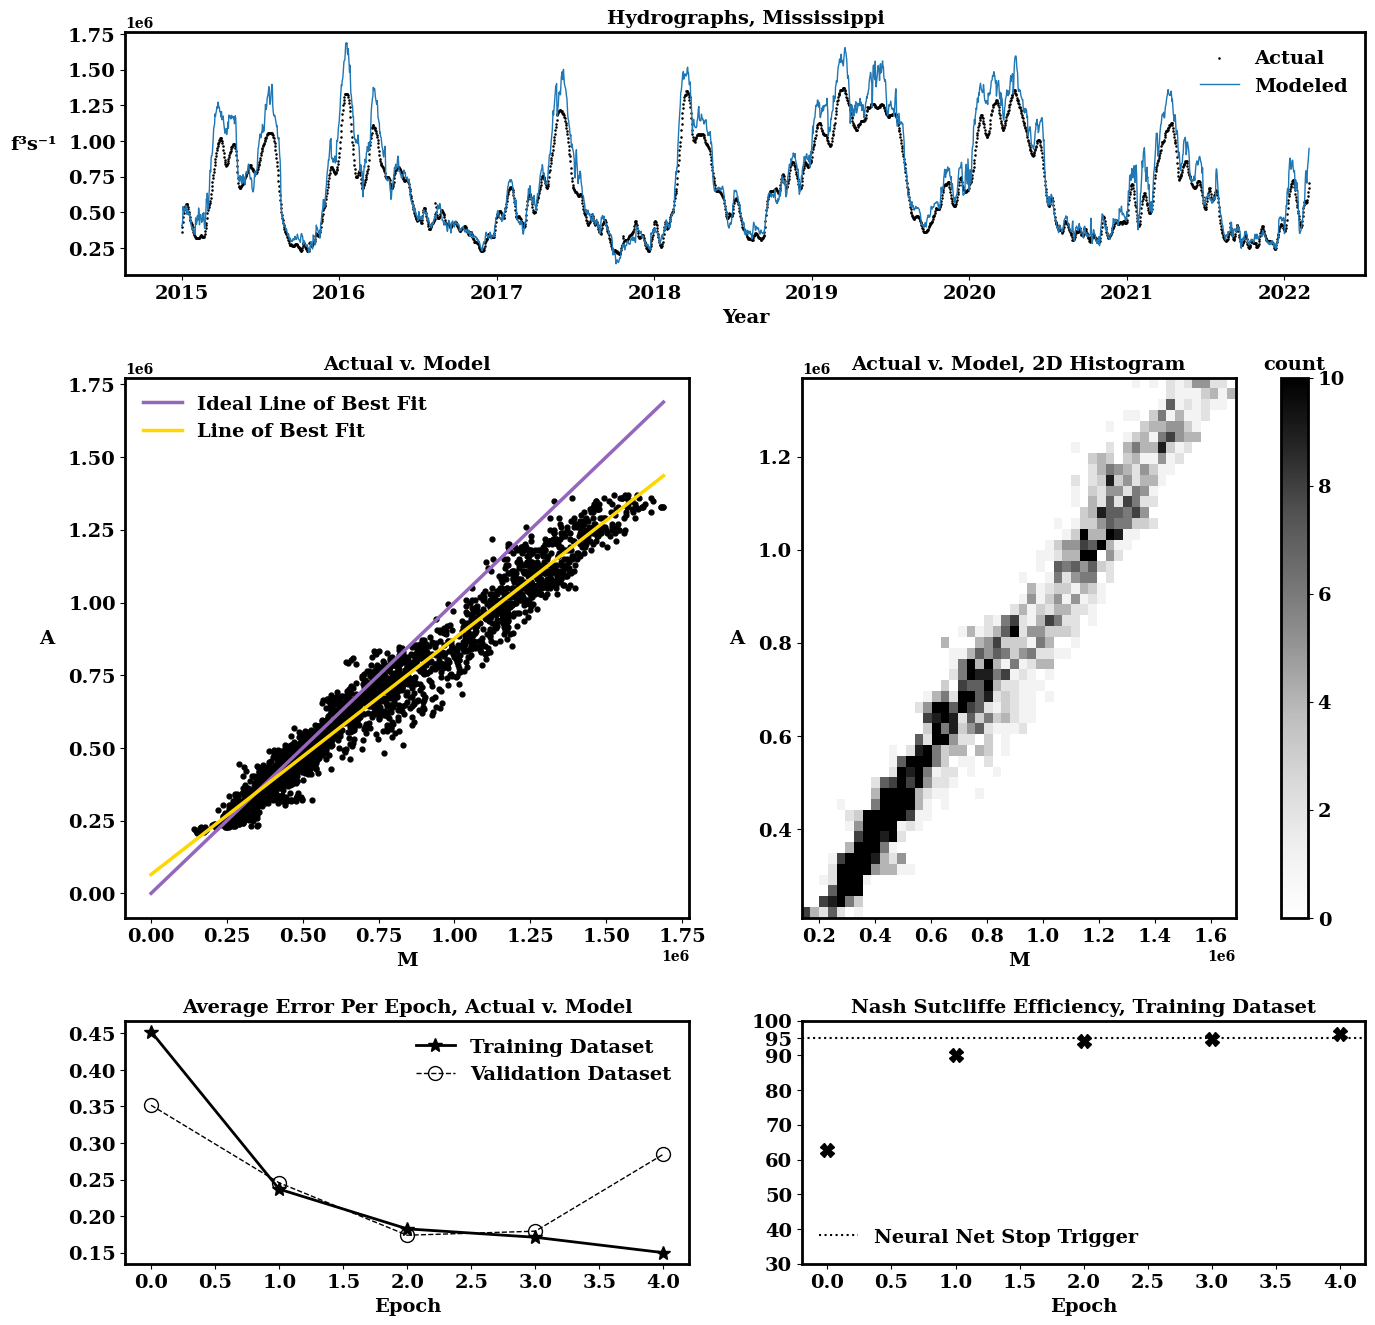 Hydrographs, Mississippi
1e6
1.75
1.50
1.25
1.00
0.75
0.50
0.25
f³s⁻¹
Actual
Modeled
2015 2016 2017 2018 2019 2020 2021 2022
Year
Actual v. Model
1e6
1.75
1.50
1.25
1.00
0.75
0.50
0.25
0.00
A
Ideal Line of Best Fit
Line of Best Fit
0.00 0.25 0.50 0.75 1.00 1.25 1.50 1.75
M
1e6
Actual v. Model, 2D Histogram
1e6
1.2
1.0
0.8
0.6
0.4
A
0.2 0.4 0.6 0.8 1.0 1.2 1.4 1.6
M
1e6
count
10
8
6
4
2
0
Average Error Per Epoch, Actual v. Model
0.45
0.40
0.35
0.30
0.25
0.20
0.15
Training Dataset
Validation Dataset
0.0 0.5 1.0 1.5 2.0 2.5 3.0 3.5 4.0
Epoch
Nash Sutcliffe Efficiency, Training Dataset
100
95
90
80
70
60
50
40
30
Neural Net Stop Trigger
0.0 0.5 1.0 1.5 2.0 2.5 3.0 3.5 4.0
Epoch